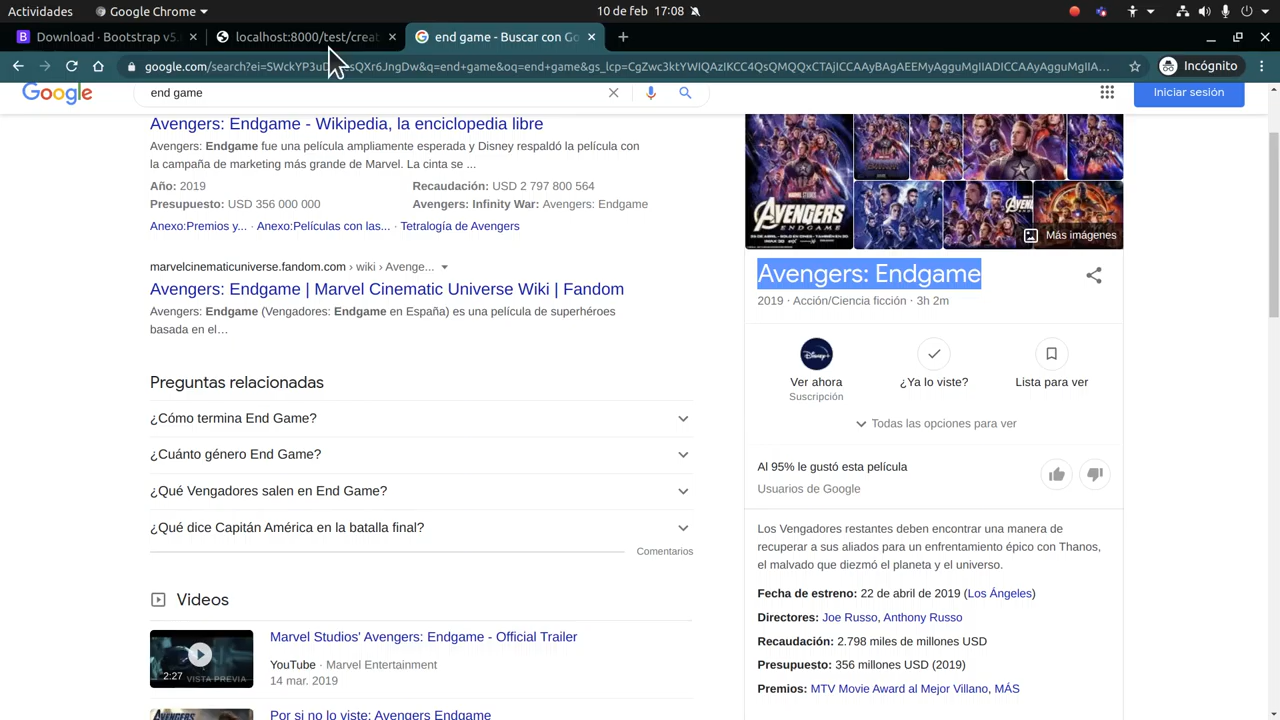 Actividades
Google Chrome
10 de feb 17:08
Download · Bootstrap v5.
localhost:8000/test/creat
end game - Buscar con Go
Incógnito
Google
end game
Iniciar sesión
Avengers: Endgame - Wikipedia, la enciclopedia libre
Avengers: Endgame fue una película ampliamente esperada y Disney respaldó la película con
la campaña de marketing más grande de Marvel. La cinta se ...
Año: 2019
Recaudación: USD 2 797 800 564
Presupuesto: USD 356 000 000
Avengers: Infinity War: Avengers: Endgame
Anexo:Premios y... · Anexo:Películas con las... · Tetralogía de Avengers
marvelcinematicuniverse.fandom.com › wiki › Avenge...
Avengers: Endgame | Marvel Cinematic Universe Wiki | Fandom
Avengers: Endgame (Vengadores: Endgame en España) es una película de superhéroes
basada en el...
Preguntas relacionadas
¿Cómo termina End Game?
¿Cuánto género End Game?
¿Qué Vengadores salen en End Game?
¿Qué dice Capitán América en la batalla final?
Comentarios
Videos
2:27
VISTA PREVIA
Marvel Studios' Avengers: Endgame - Official Trailer
YouTube · Marvel Entertainment
14 mar. 2019
Por si no lo viste: Avengers Endgame
MARVEL STUDIOS
AVENGERS
ENDGAME
Más imágenes
Avengers: Endgame
2019 · Acción/Ciencia ficción · 3h 2m
Disney+
Ver ahora
Suscripción
¿Ya lo viste?
Lista para ver
Todas las opciones para ver
Al 95% le gustó esta película
Usuarios de Google
Los Vengadores restantes deben encontrar una manera de
recuperar a sus aliados para un enfrentamiento épico con Thanos,
el malvado que diezmó el planeta y el universo.
Fecha de estreno: 22 de abril de 2019 (Los Ángeles)
Directores: Joe Russo, Anthony Russo
Recaudación: 2.798 miles de millones USD
Presupuesto: 356 millones USD (2019)
Premios: MTV Movie Award al Mejor Villano, MÁS